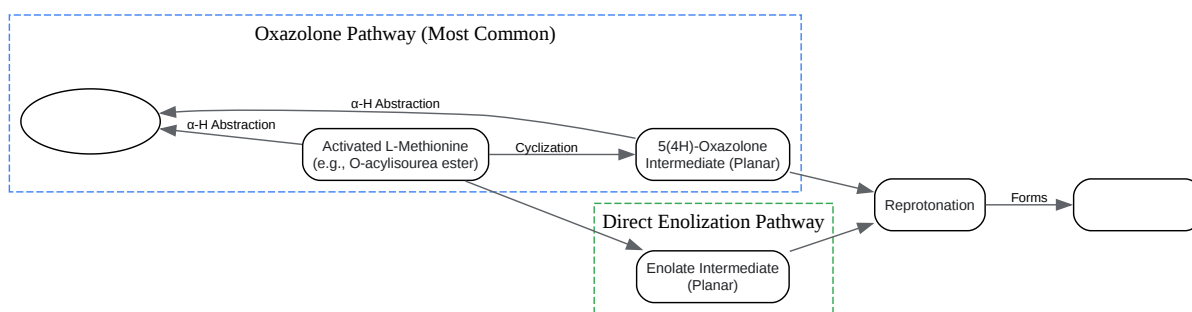 Oxazolone Pathway (Most Common)
α-H Abstraction
α-H Abstraction
Activated L-Methionine
(e.g., O-acylisourea ester)
Cyclization
5(4H)-Oxazolone
Intermediate (Planar)
Reprotonation
Forms
Direct Enolization Pathway
Enolate Intermediate
(Planar)